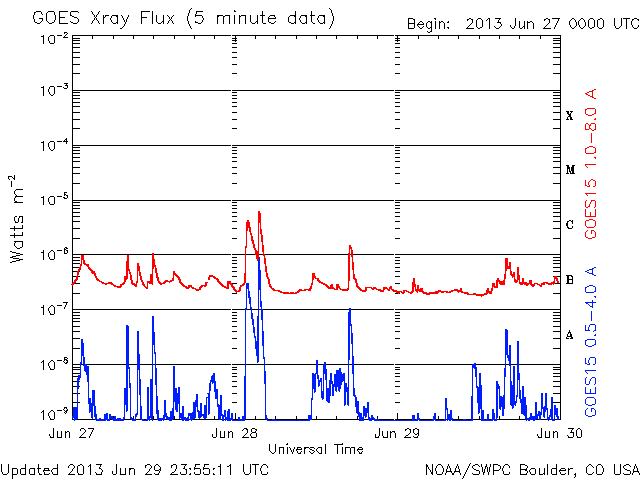 GOES Xray Flux (5 minute data)
Begin: 2013 Jun 27 0000 UTC
10⁻²
10⁻³
10⁻⁴
10⁻⁵
10⁻⁶
10⁻⁷
10⁻⁸
10⁻⁹
Watts m⁻²
X
M
C
B
A
GOES15 1.0-8.0 A
GOES15 0.5-4.0 A
Jun 27
Jun 28
Jun 29
Jun 30
Universal Time
Updated 2013 Jun 29 23:55:11 UTC
NOAA/SWPC Boulder, CO USA